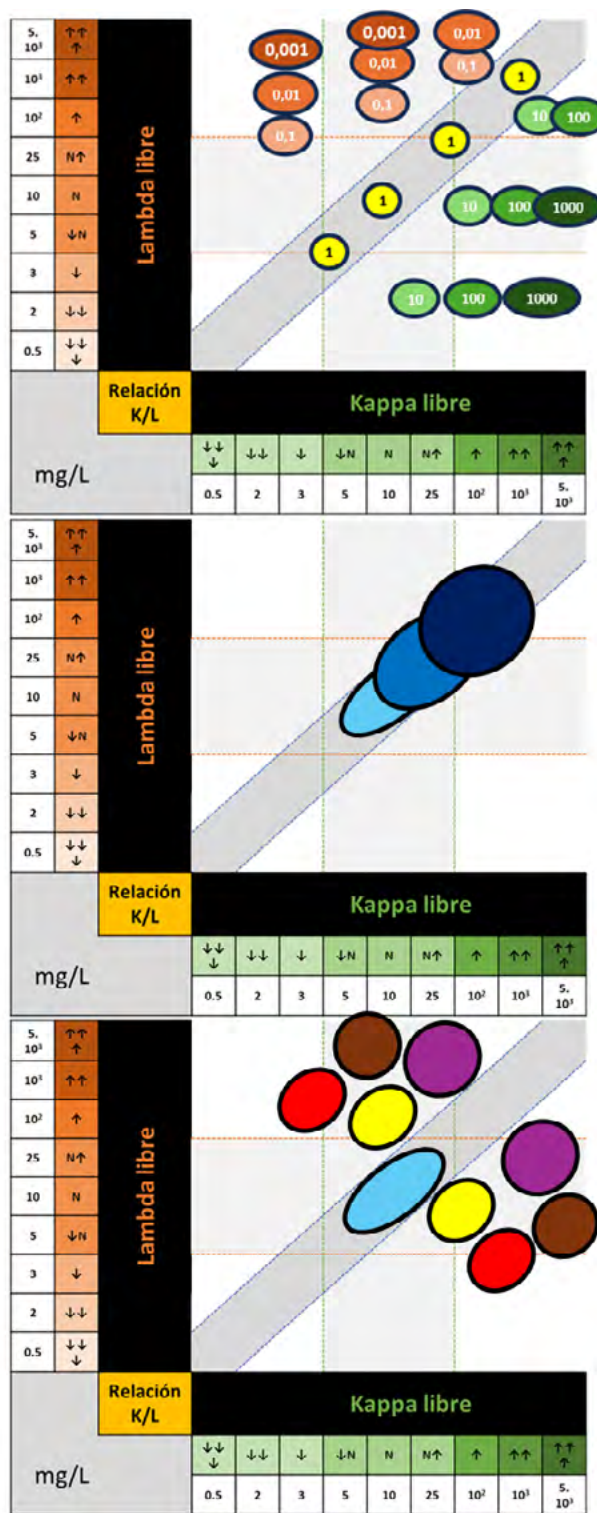 5. 10³ ↑↑↑ 0,001 0,001 0,01
10³ ↑↑ 0,01 0,01 0,1 1
10² ↑ 0,1 0,1 10 100
25 N↑ 1
10 N 1 10 100 1000
5 ↓N
3 ↓ 1
2 ↓↓ 10 100 1000
0.5 ↓↓↓
Lambda libre
Relación K/L
Kappa libre
mg/L
↓↓↓ ↓↓ ↓ ↓N N N↑ ↑ ↑↑ ↑↑↑
0.5 2 3 5 10 25 10² 10³ 5. 10³
5. 10³ ↑↑↑
10³ ↑↑
10² ↑
25 N↑
10 N
5 ↓N
3 ↓
2 ↓↓
0.5 ↓↓↓
Lambda libre
Relación K/L
Kappa libre
mg/L
↓↓↓ ↓↓ ↓ ↓N N N↑ ↑ ↑↑ ↑↑↑
0.5 2 3 5 10 25 10² 10³ 5. 10³
5. 10³ ↑↑↑
10³ ↑↑
10² ↑
25 N↑
10 N
5 ↓N
3 ↓
2 ↓↓
0.5 ↓↓↓
Lambda libre
Relación K/L
Kappa libre
mg/L
↓↓↓ ↓↓ ↓ ↓N N N↑ ↑ ↑↑ ↑↑↑
0.5 2 3 5 10 25 10² 10³ 5. 10³